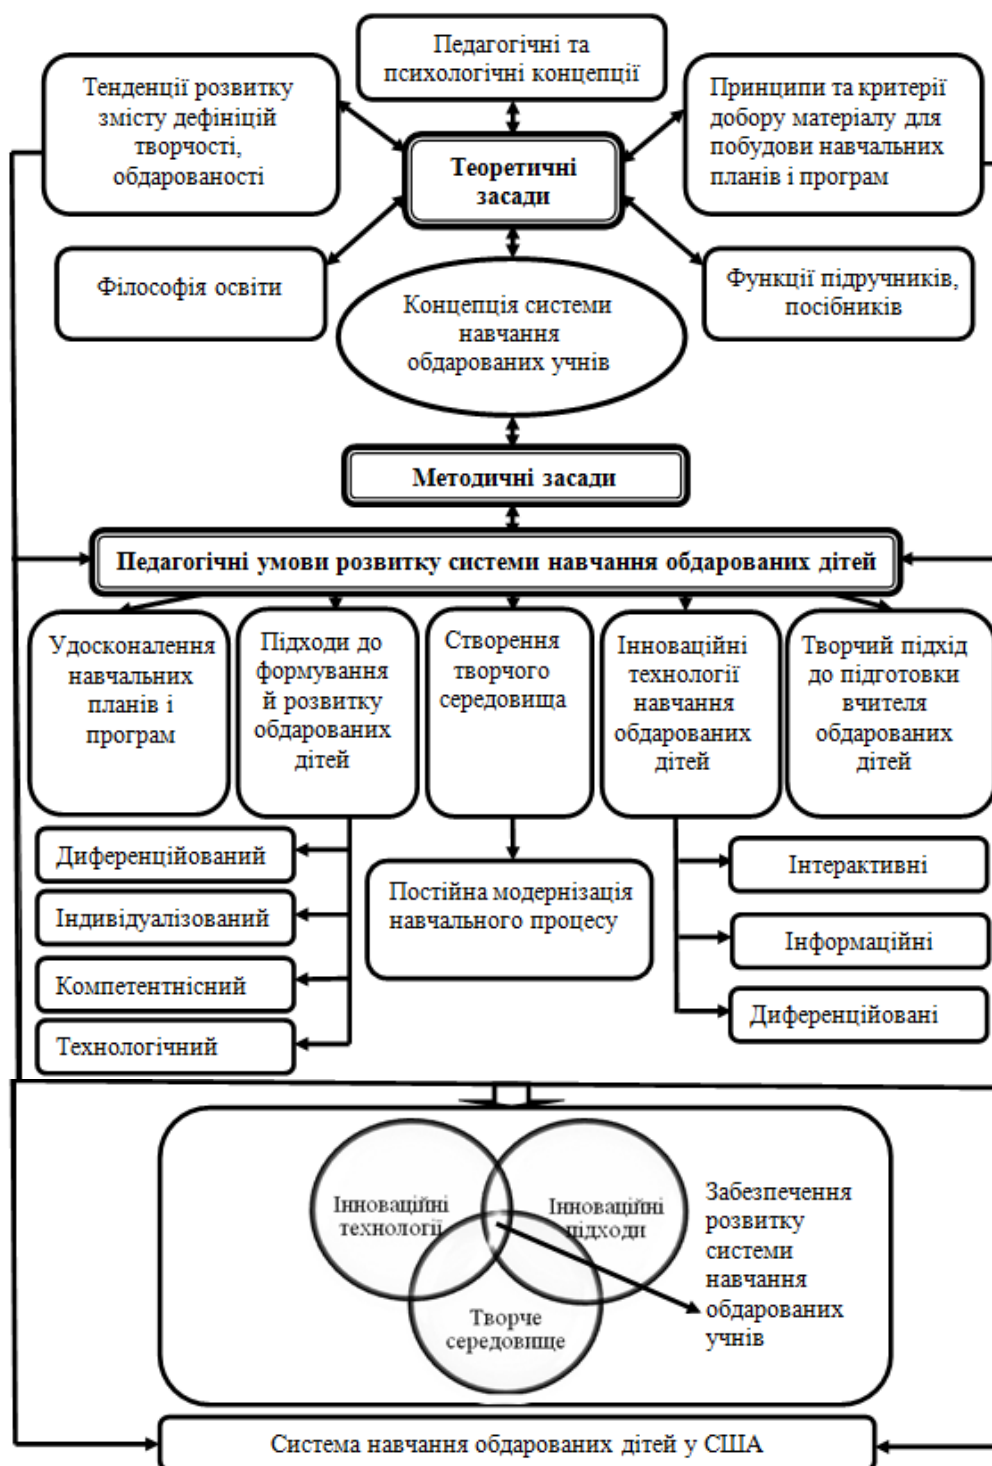 Педагогічні та
психологічні концепції
Тенденції розвитку
змісту дефініцій
творчості,
обдарованості
Принципи та критерії
добору матеріалу для
побудови навчальних
планів і програм
Теоретичні
засади
Філософія освіти
Функції підручників,
посібників
Концепція системи
навчання
обдарованих учнів
Методичні засади
Педагогічні умови розвитку системи навчання обдарованих дітей
Удосконалення
навчальних
планів і
програм
Підходи до
формування
й розвитку
обдарованих
дітей
Створення
творчого
середовища
Інноваційні
технології
навчання
обдарованих
дітей
Творчий підхід
до підготовки
вчителя
обдарованих
дітей
Диференційований
Індивідуалізований
Компетентнісний
Технологічний
Постійна модернізація
навчального процесу
Інтерактивні
Інформаційні
Диференційовані
Інноваційні
технології
Інноваційні
підходи
Творче
середовище
Забезпечення
розвитку
системи
навчання
обдарованих
учнів
Система навчання обдарованих дітей у США